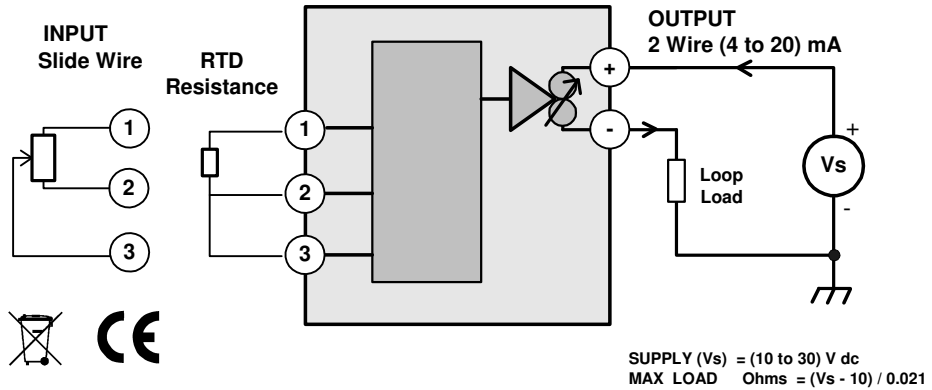 INPUT
Slide Wire
1
2
3
RTD
Resistance
1
2
3
OUTPUT
2 Wire (4 to 20) mA
+
-
Loop
Load
+
Vs
-
CE
SUPPLY (Vs) = (10 to 30) V dc
MAX LOAD Ohms = (Vs - 10) / 0.021